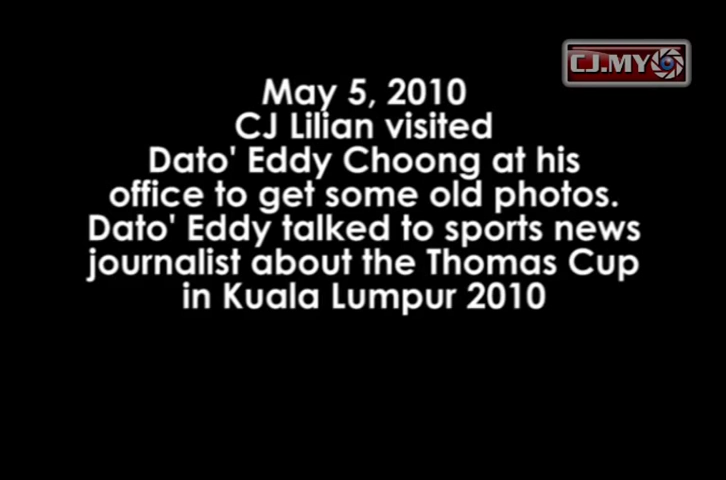 CJ.MY
May 5, 2010
CJ Lilian visited
Dato' Eddy Choong at his
office to get some old photos.
Dato' Eddy talked to sports news
journalist about the Thomas Cup
in Kuala Lumpur 2010